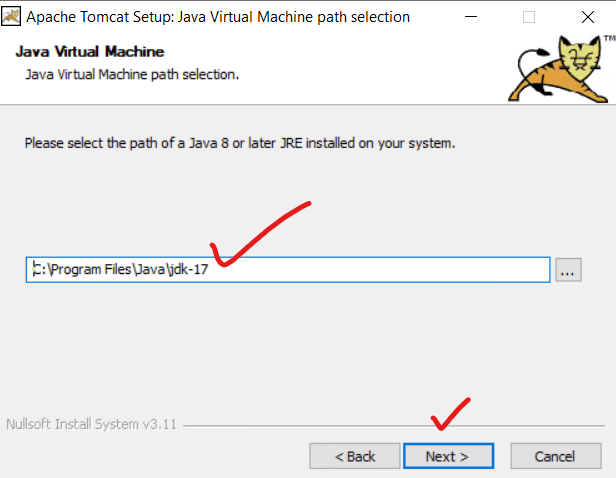 Apache Tomcat Setup: Java Virtual Machine path selection
Java Virtual Machine
Java Virtual Machine path selection.
TM
Please select the path of a Java 8 or later JRE installed on your system.
C:\Program Files\Java\jdk-17
...
Nullsoft Install System v3.11
< Back
Next >
Cancel